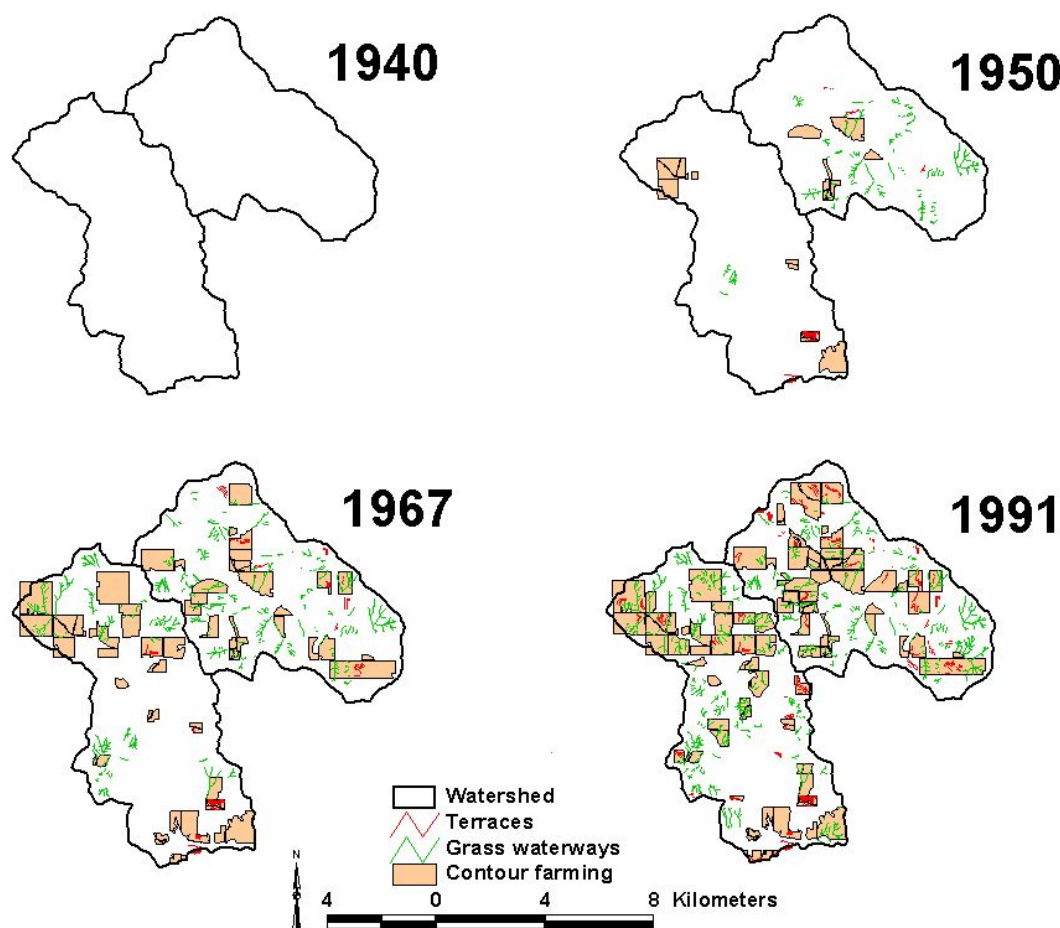 1940
1950
1967
1991
Watershed
Terraces
Grass waterways
Contour farming
N
4 0 4 8 Kilometers